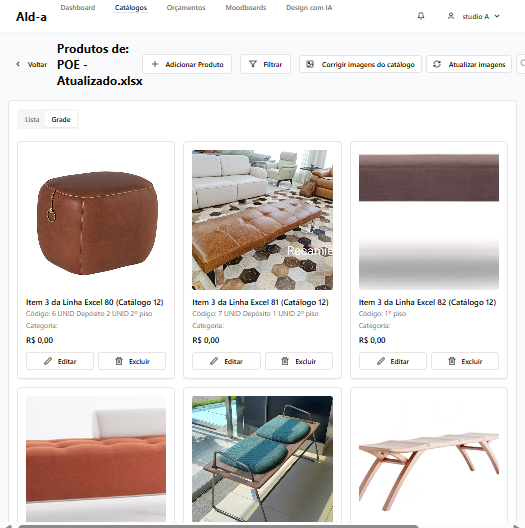 Ald-a
Dashboard
Catálogos
Orçamentos
Moodboards
Design com IA
studio A
Voltar
Produtos de:
POE -
Atualizado.xlsx
Adicionar Produto
Filtrar
Corrigir imagens do catálogo
Atualizar imagens
Lista
Grade
Item 3 da Linha Excel 80 (Catálogo 12)
Código: 6 UNID Depósito 2 UNID 2º piso
Categoria:
R$ 0,00
Editar
Excluir
Item 3 da Linha Excel 81 (Catálogo 12)
Código: 7 UNID Depósito 1 UNID 2º piso
Categoria:
R$ 0,00
Editar
Excluir
Item 3 da Linha Excel 82 (Catálogo 12)
Código: 1º piso
Categoria:
R$ 0,00
Editar
Excluir